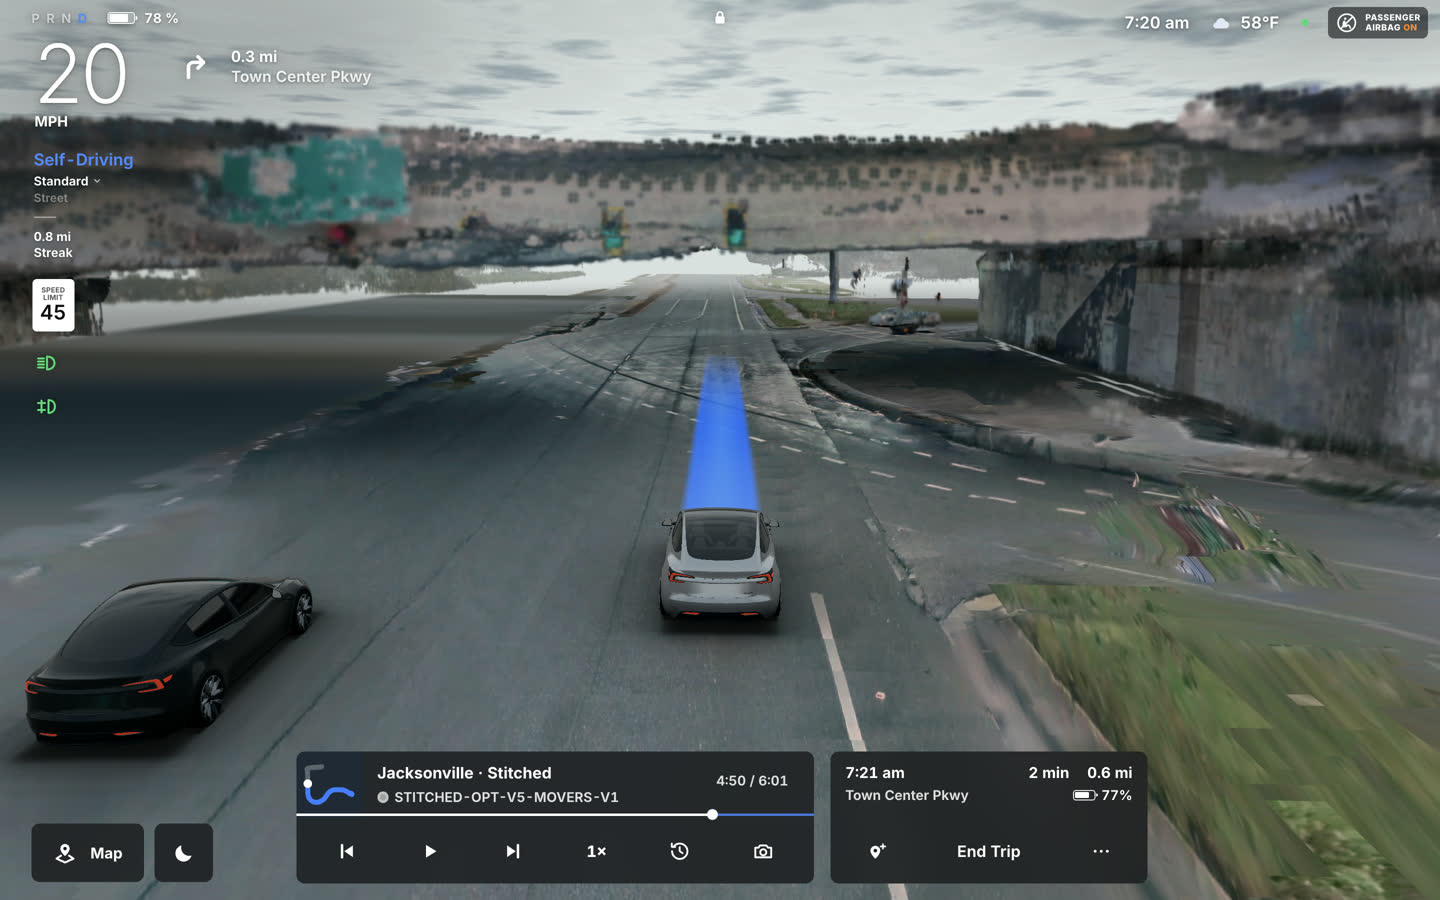 P R N D 78 %
7:20 am 58°F
PASSENGER
AIRBAG ON
20
MPH
0.3 mi
Town Center Pkwy
Self-Driving
Standard
Street
0.8 mi
Streak
SPEED
LIMIT
45
Jacksonville · Stitched
STITCHED-OPT-V5-MOVERS-V1
4:50 / 6:01
1×
7:21 am 2 min 0.6 mi
Town Center Pkwy 77%
End Trip
Map